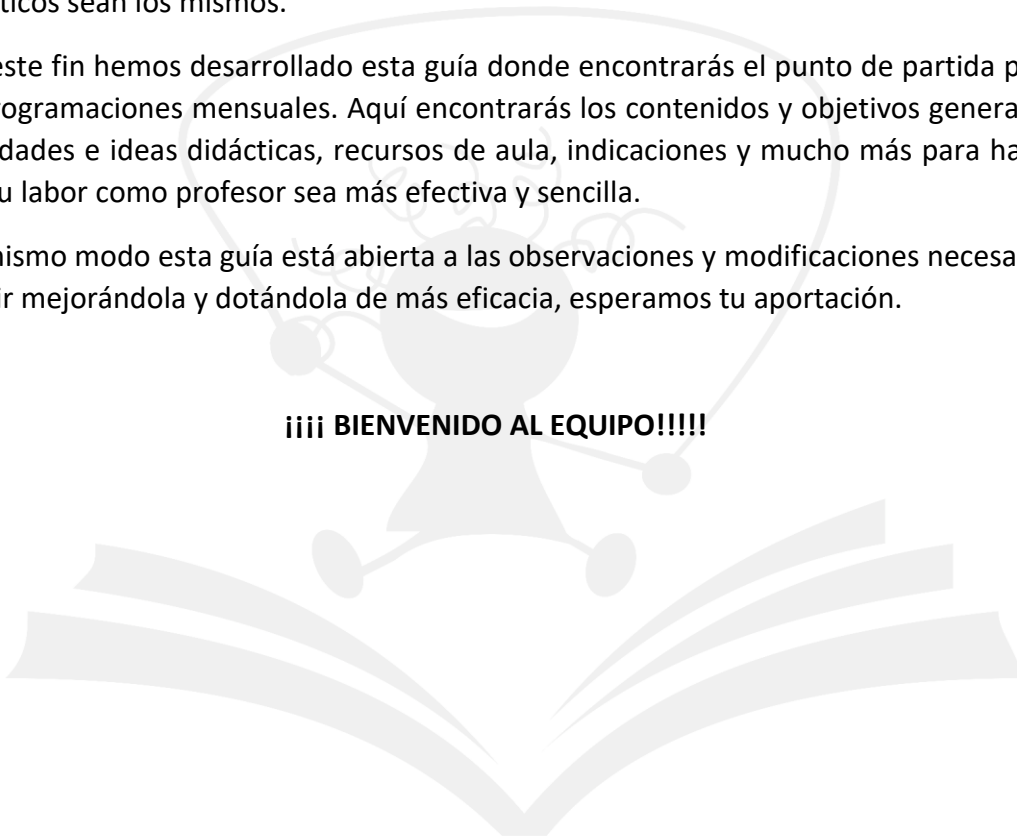 ticos sean los mismos.
este fin hemos desarrollado esta guía donde encontrarás el punto de partida p
rogramaciones mensuales. Aquí encontrarás los contenidos y objetivos genera
dades e ideas didácticas, recursos de aula, indicaciones y mucho más para ha
u labor como profesor sea más efectiva y sencilla.
nismo modo esta guía está abierta a las observaciones y modificaciones necesa
ir mejorándola y dotándola de más eficacia, esperamos tu aportación.
¡¡¡¡ BIENVENIDO AL EQUIPO!!!!!